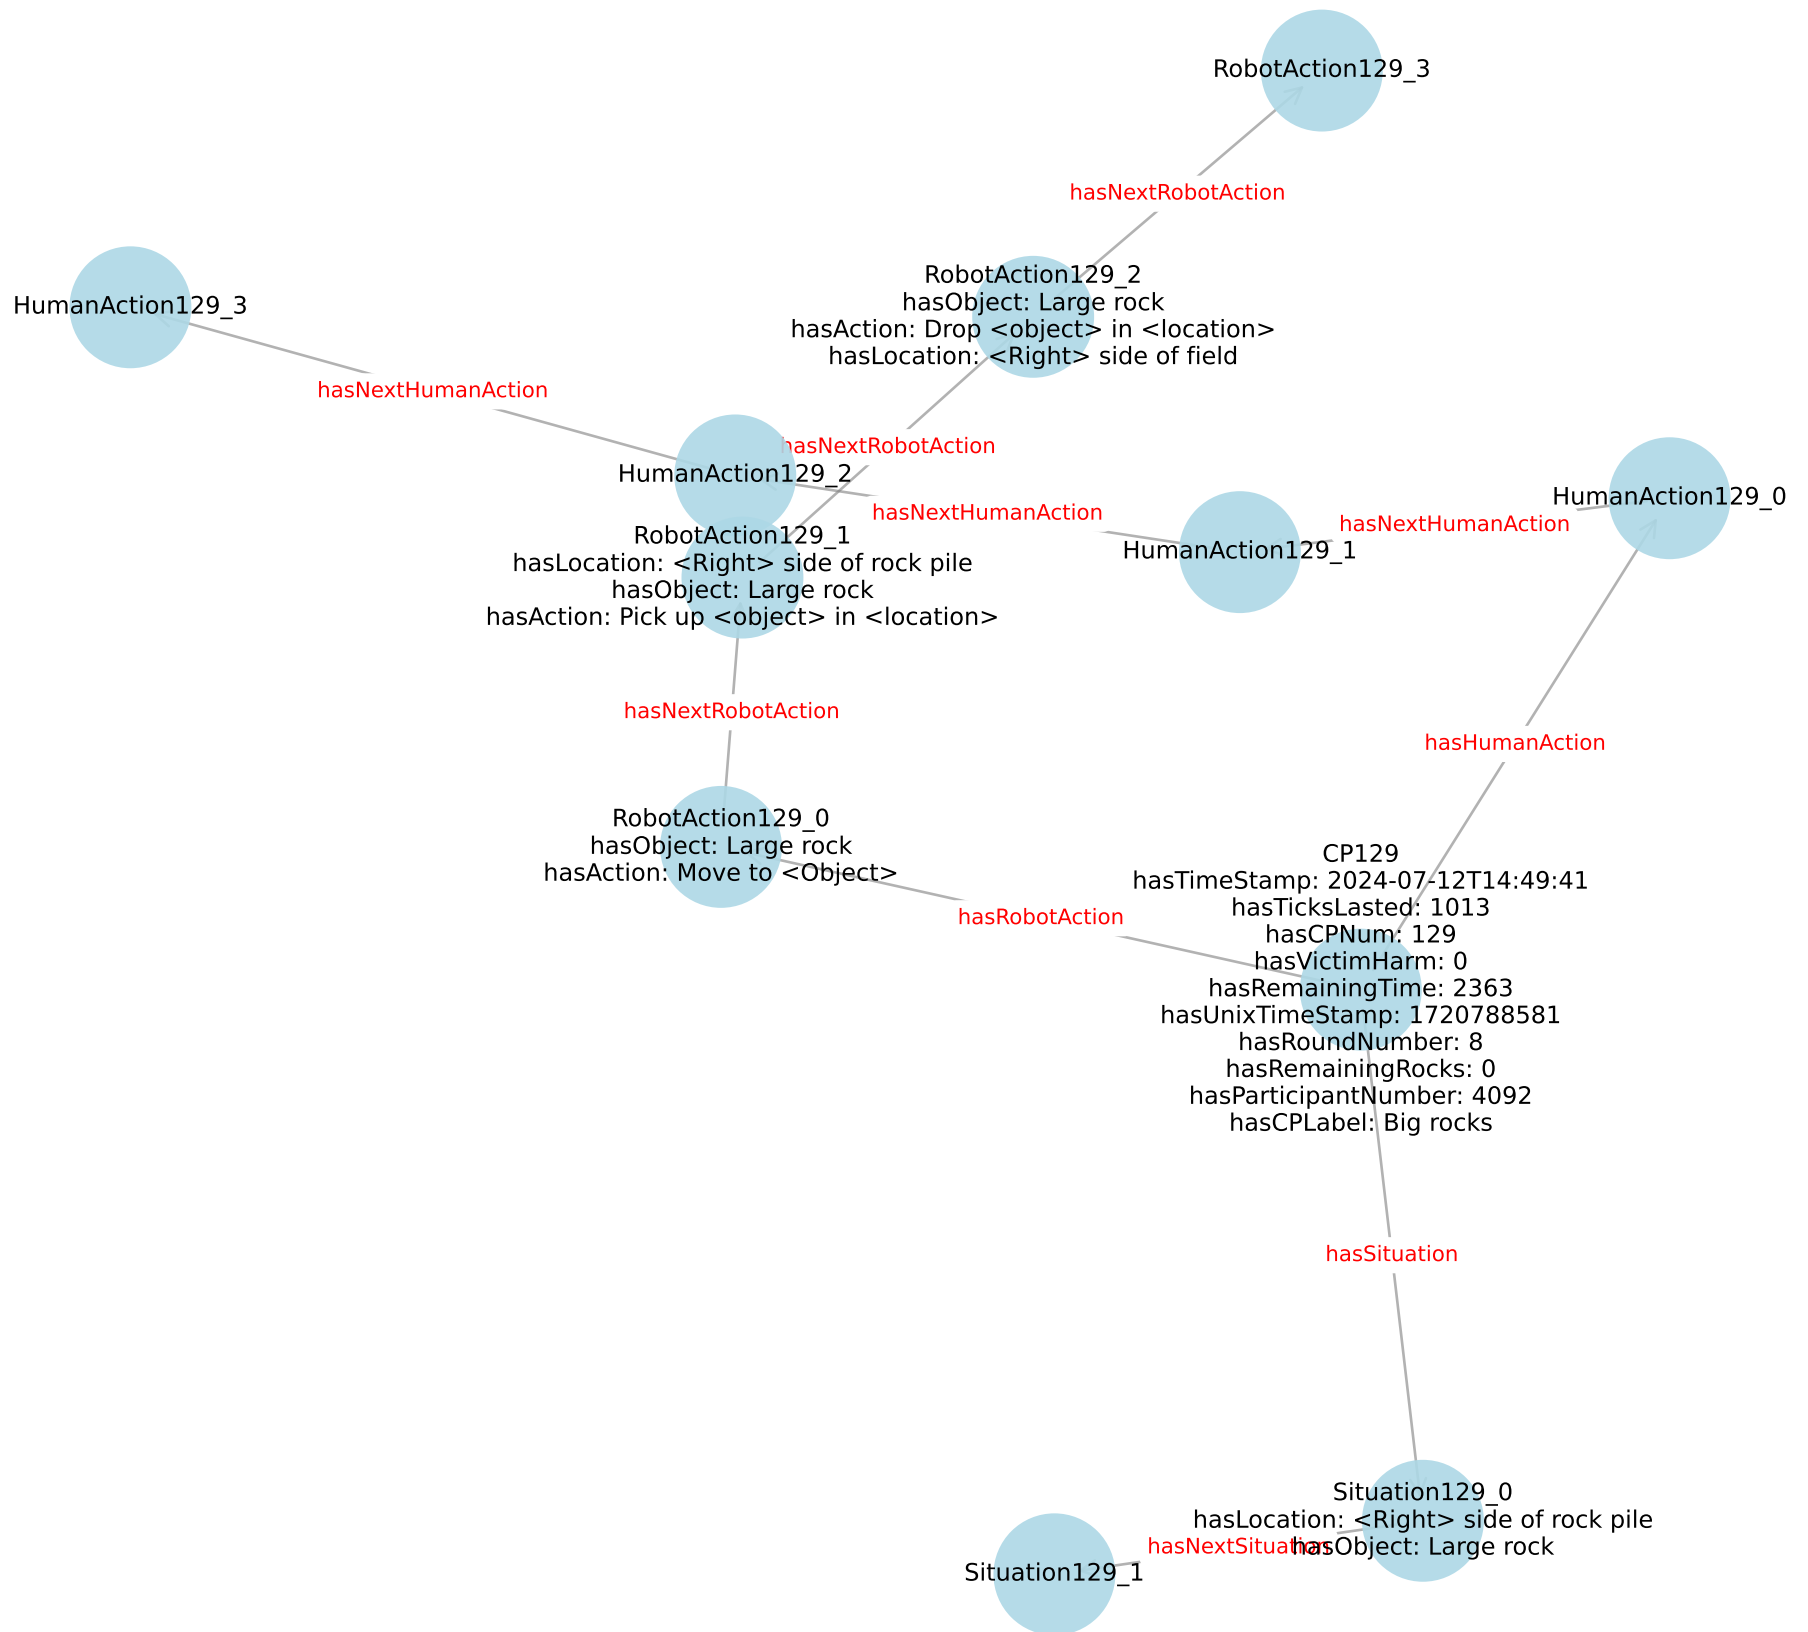 RobotAction129_3
hasNextRobotAction
RobotAction129_2
hasObject: Large rock
hasAction: Drop <object> in <location>
hasLocation: <Right> side of field
HumanAction129_3
hasNextHumanAction
hasNextRobotAction
HumanAction129_2
hasNextHumanAction
HumanAction129_0
hasNextHumanAction
HumanAction129_1
RobotAction129_1
hasLocation: <Right> side of rock pile
hasObject: Large rock
hasAction: Pick up <object> in <location>
hasNextRobotAction
hasHumanAction
RobotAction129_0
hasObject: Large rock
hasAction: Move to <Object>
hasRobotAction
CP129
hasTimeStamp: 2024-07-12T14:49:41
hasTicksLasted: 1013
hasCPNum: 129
hasVictimHarm: 0
hasRemainingTime: 2363
hasUnixTimeStamp: 1720788581
hasRoundNumber: 8
hasRemainingRocks: 0
hasParticipantNumber: 4092
hasCPLabel: Big rocks
hasSituation
Situation129_0
hasLocation: <Right> side of rock pile
hasObject: Large rock
hasNextSituation
Situation129_1